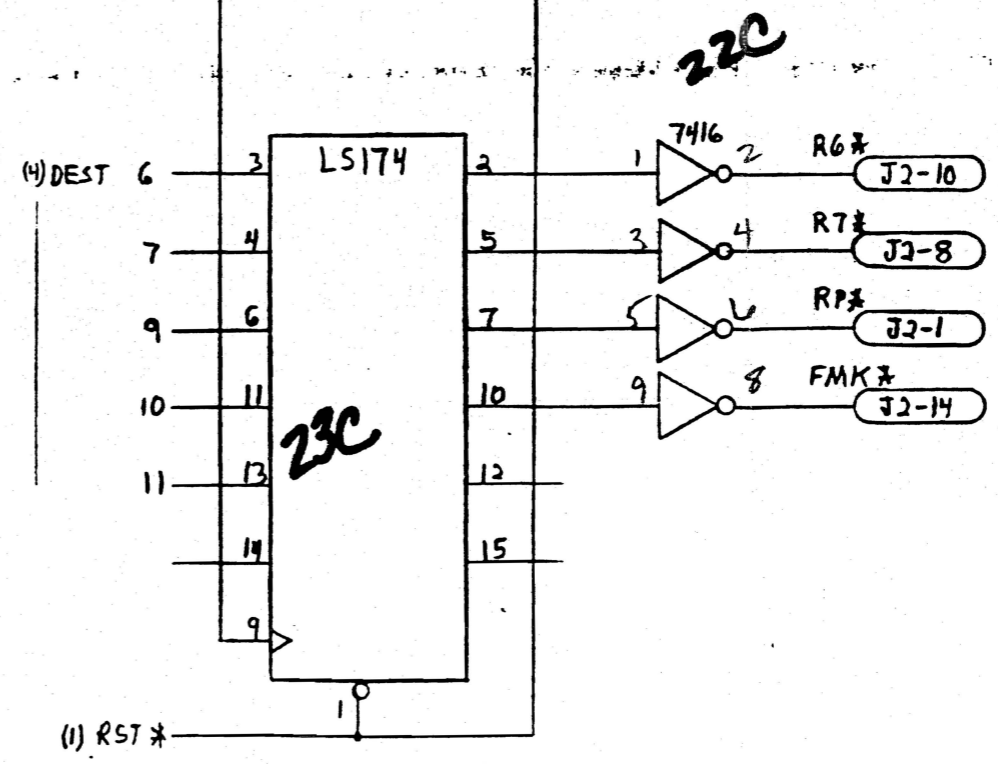 22C
7416
(4) DEST 6 3 LS174 2 1 2 R6* J2-10
7 4 5 3 4 R7* J2-8
9 6 7 5 6 RP* J2-1
10 11 10 9 8 FMK* J2-14
23C
11 13 12
14 15
9
1
(1) RST *